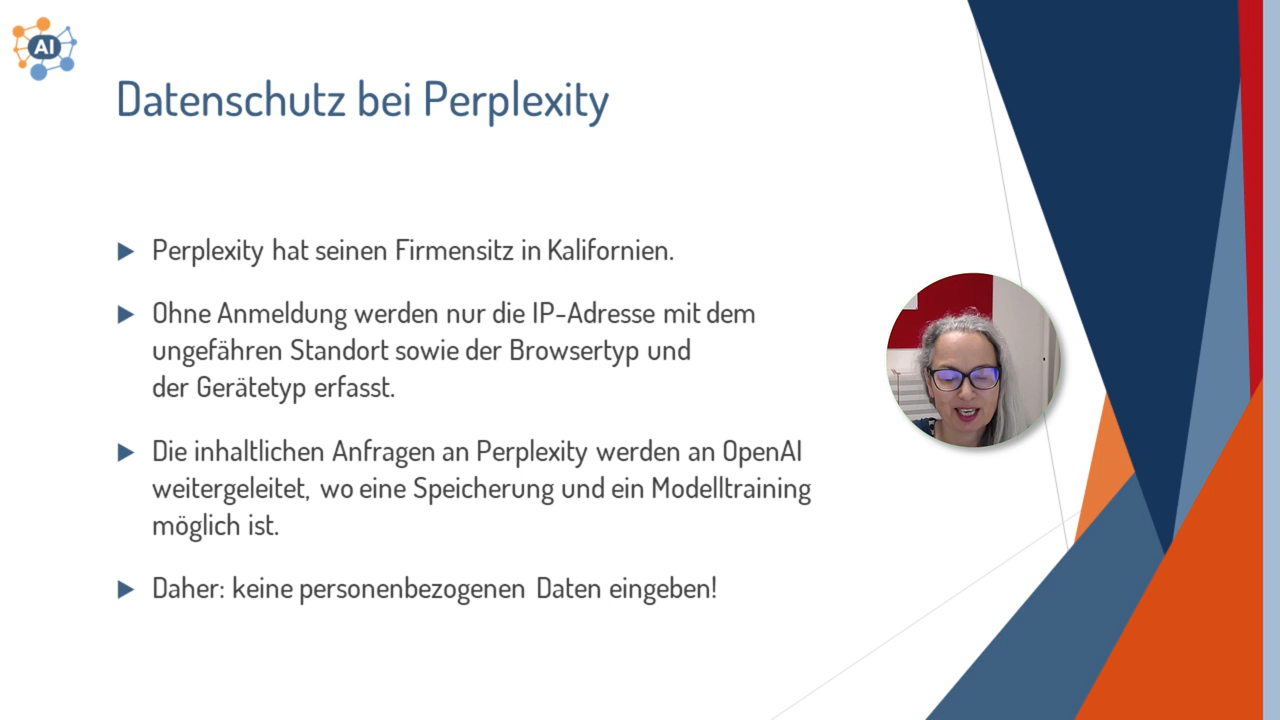 AI
Datenschutz bei Perplexity
Perplexity hat seinen Firmensitz in Kalifornien.
Ohne Anmeldung werden nur die IP-Adresse mit dem
ungefähren Standort sowie der Browsertyp und
der Gerätetyp erfasst.
Die inhaltlichen Anfragen an Perplexity werden an OpenAI
weitergeleitet, wo eine Speicherung und ein Modelltraining
möglich ist.
Daher: keine personenbezogenen Daten eingeben!